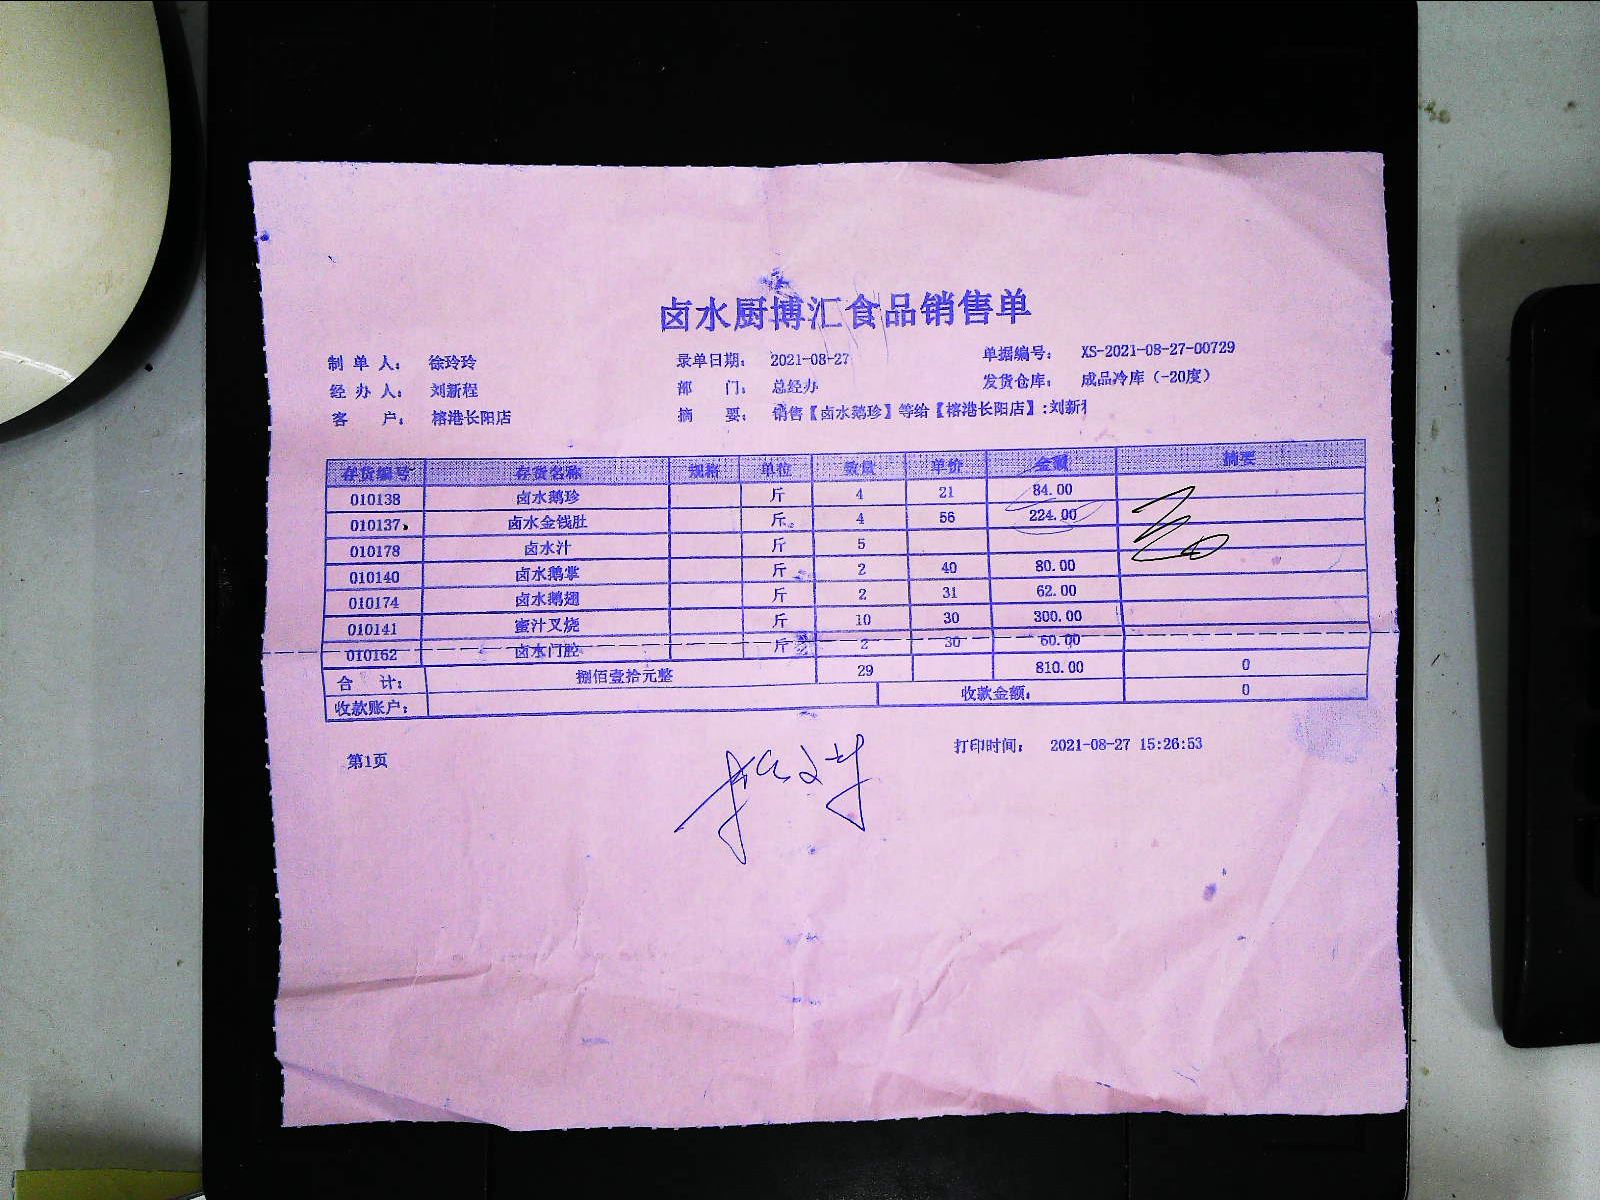 卤水厨博汇食品销售单
制 单 人： 徐玲玲 录单日期： 2021-08-27 单据编号： XS-2021-08-27-00729
经 办 人： 刘新程 部 门： 总经办 发货仓库： 成品冷库（-20度）
客 户： 榕港长阳店 摘 要： 销售【卤水鹅珍】等给【榕港长阳店】:刘新程
存货编号 存货名称 规格 单位 数量 单价 金额 摘要
010138 卤水鹅珍 斤 4 21 84.00
010137 卤水金钱肚 斤 4 56 224.00
010178 卤水汁 斤 5
010140 卤水鹅掌 斤 2 40 80.00
010174 卤水鹅翅 斤 2 31 62.00
010141 蜜汁叉烧 斤 10 30 300.00
010162 卤水门腔 斤 2 30 60.00
合 计： 捌佰壹拾元整 29 810.00 0
收款账户： 收款金额： 0
第1页 打印时间： 2021-08-27 15:26:53